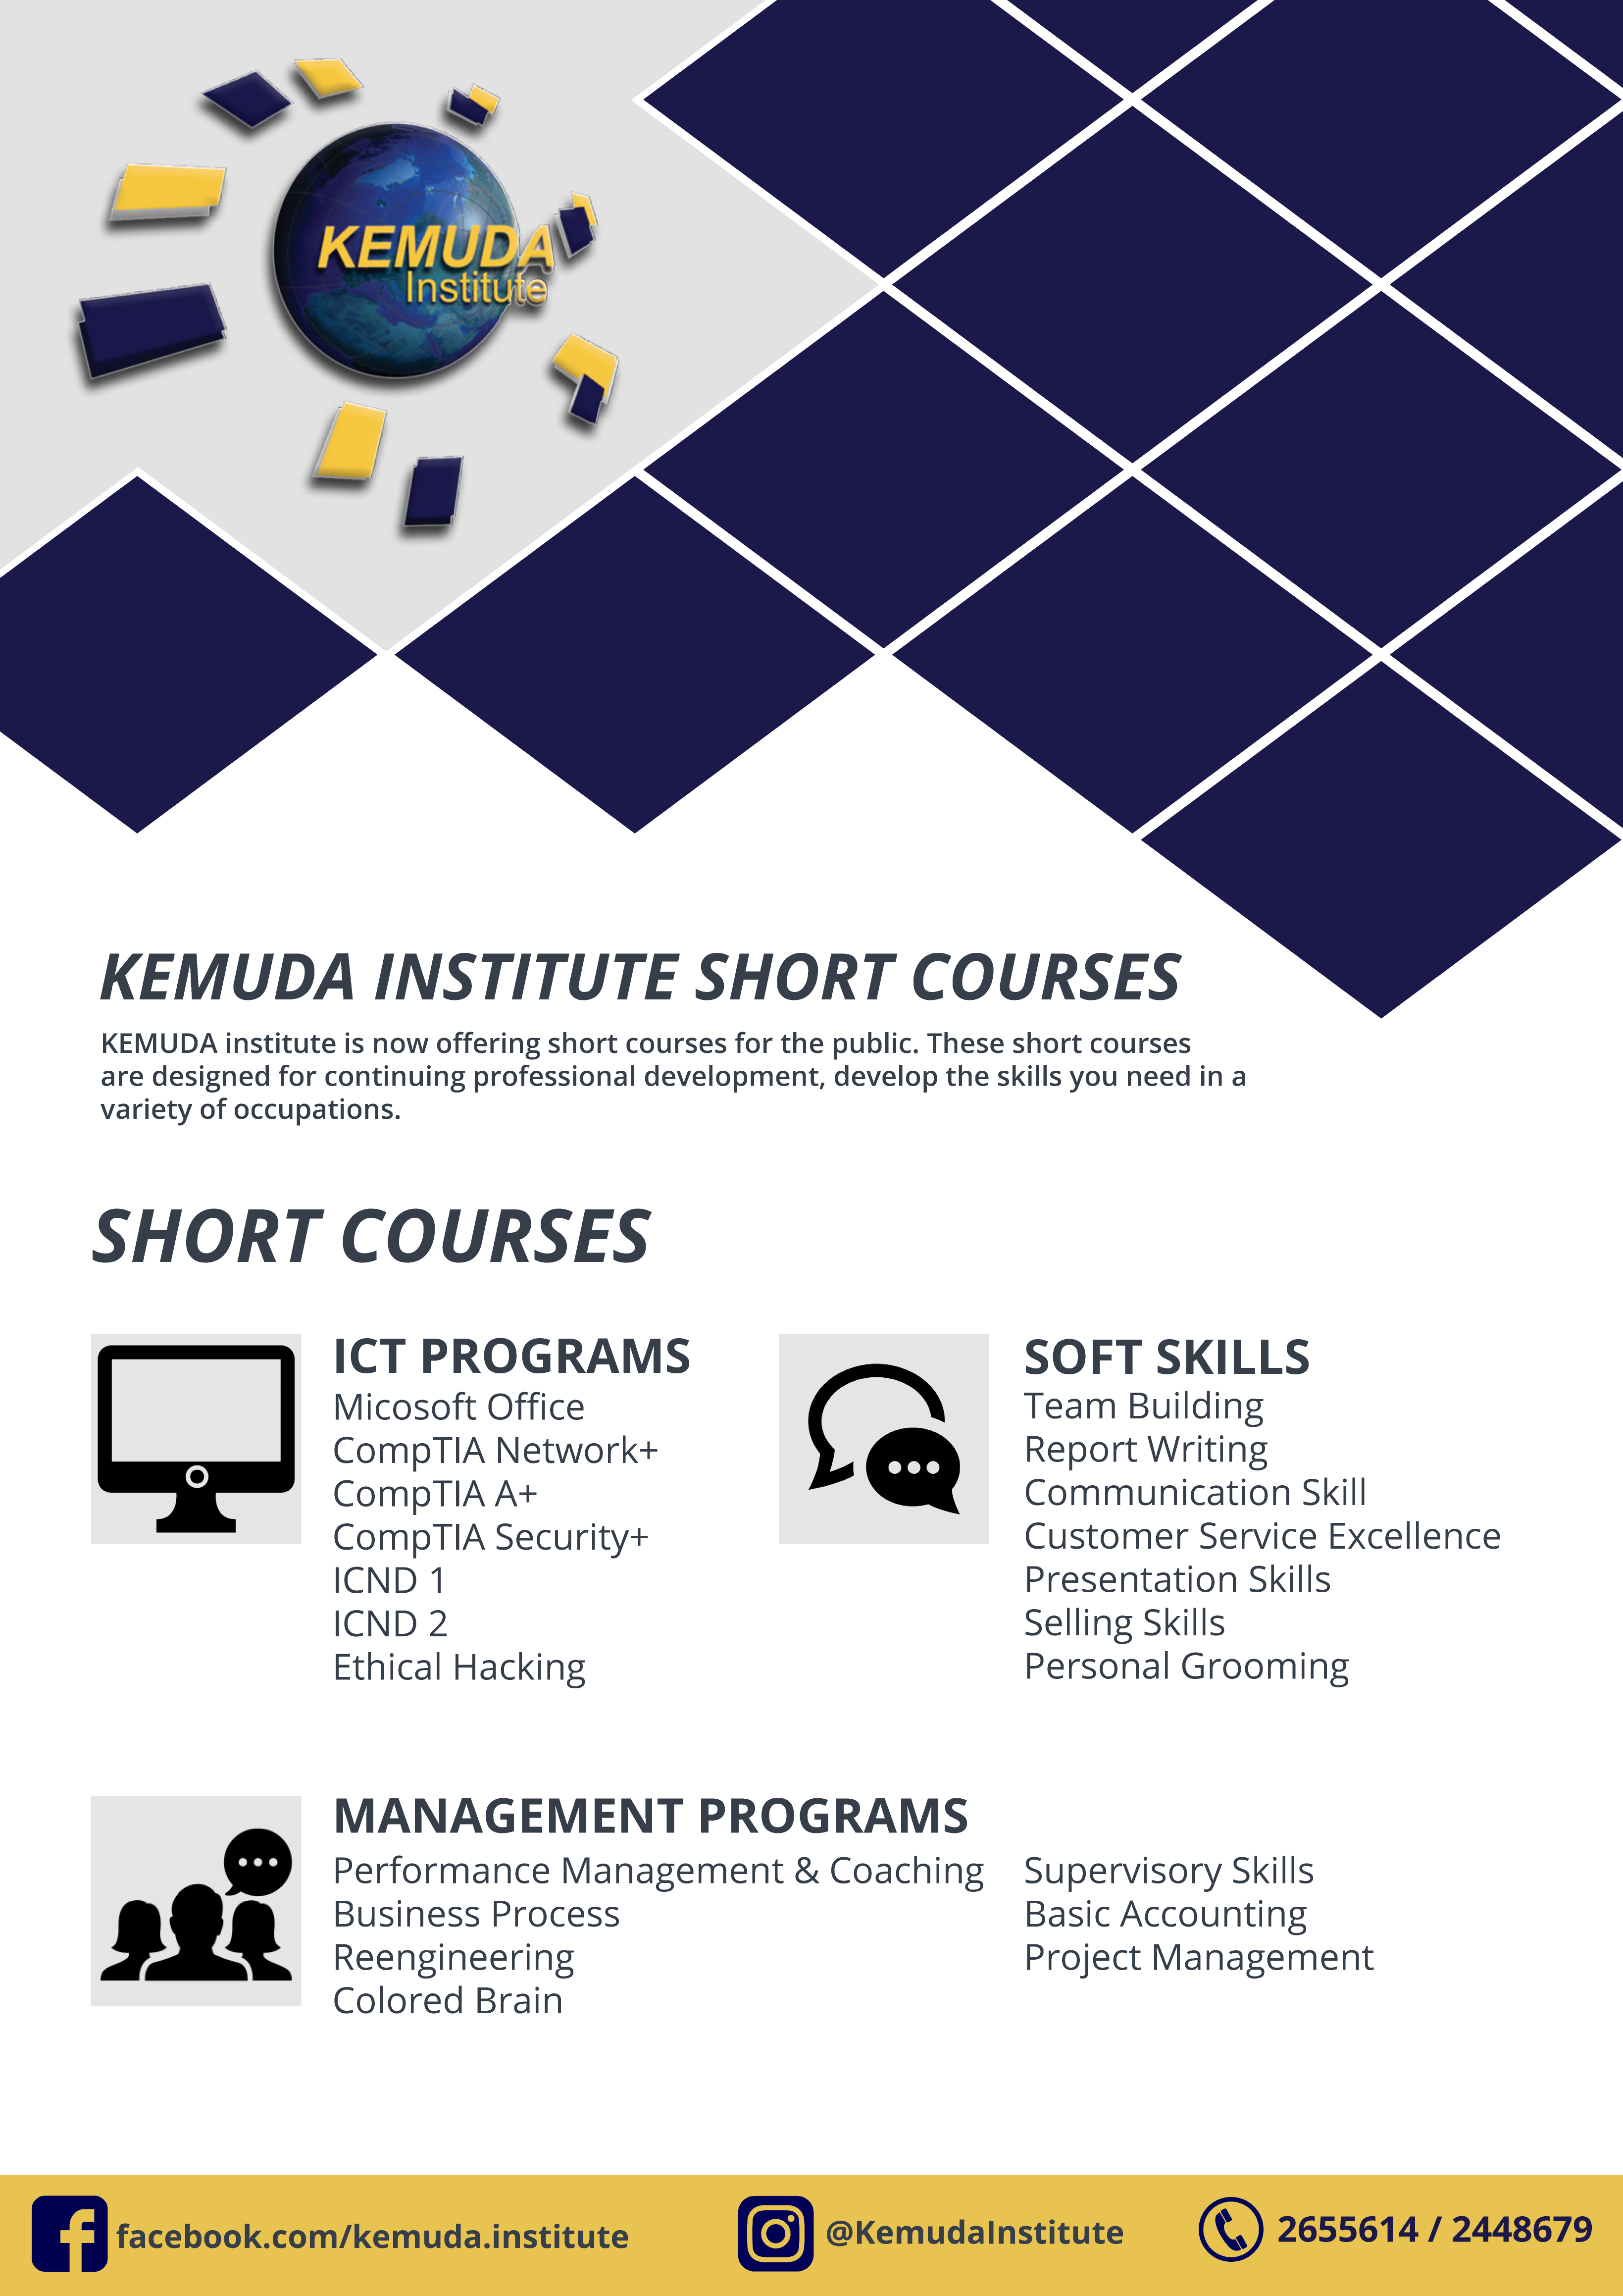 KEMUDA
Institute
KEMUDA INSTITUTE SHORT COURSES
KEMUDA institute is now offering short courses for the public. These short courses
are designed for continuing professional development, develop the skills you need in a
variety of occupations.
SHORT COURSES
ICT PROGRAMS
Micosoft Office
CompTIA Network+
CompTIA A+
CompTIA Security+
ICND 1
ICND 2
Ethical Hacking
SOFT SKILLS
Team Building
Report Writing
Communication Skill
Customer Service Excellence
Presentation Skills
Selling Skills
Personal Grooming
MANAGEMENT PROGRAMS
Performance Management & Coaching
Business Process
Reengineering
Colored Brain
Supervisory Skills
Basic Accounting
Project Management
facebook.com/kemuda.institute
@KemudaInstitute
2655614 / 2448679